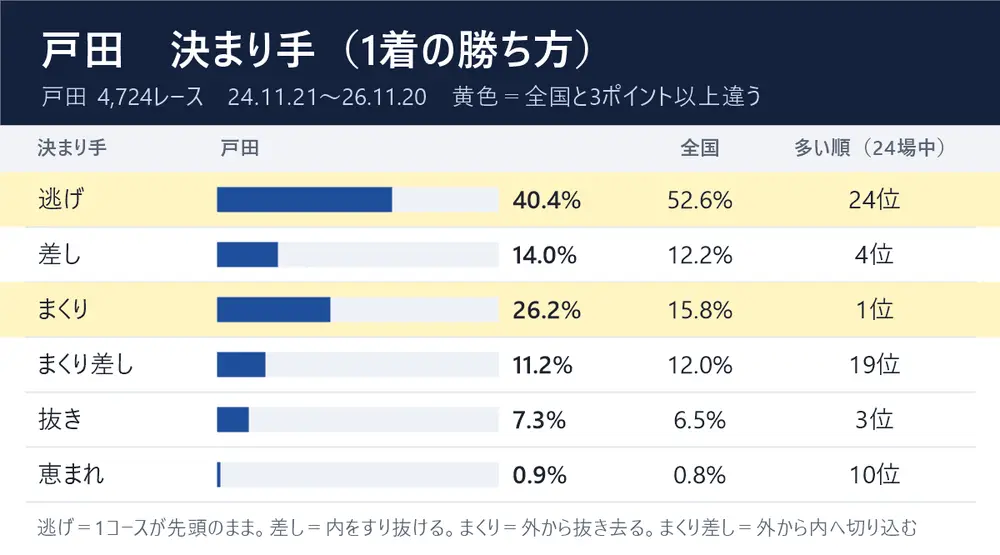 戸田　決まり手（1着の勝ち方）
戸田 4,724レース　24.11.21～26.11.20　黄色＝全国と3ポイント以上違う
決まり手　戸田　全国　多い順（24場中）
逃げ　40.4%　52.6%　24位
差し　14.0%　12.2%　4位
まくり　26.2%　15.8%　1位
まくり差し　11.2%　12.0%　19位
抜き　7.3%　6.5%　3位
恵まれ　0.9%　0.8%　10位
逃げ＝1コースが先頭のまま。差し＝内をすり抜ける。まくり＝外から抜き去る。まくり差し＝外から内へ切り込む